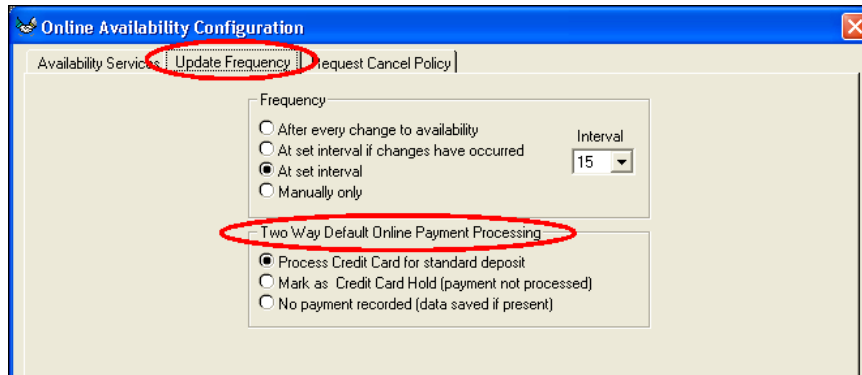 Online Availability Configuration
Availability Services Update Frequency Request Cancel Policy
Frequency
After every change to availability
At set interval if changes have occurred
At set interval
Manually only
Interval
15
Two Way Default Online Payment Processing
Process Credit Card for standard deposit
Mark as Credit Card Hold (payment not processed)
No payment recorded (data saved if present)